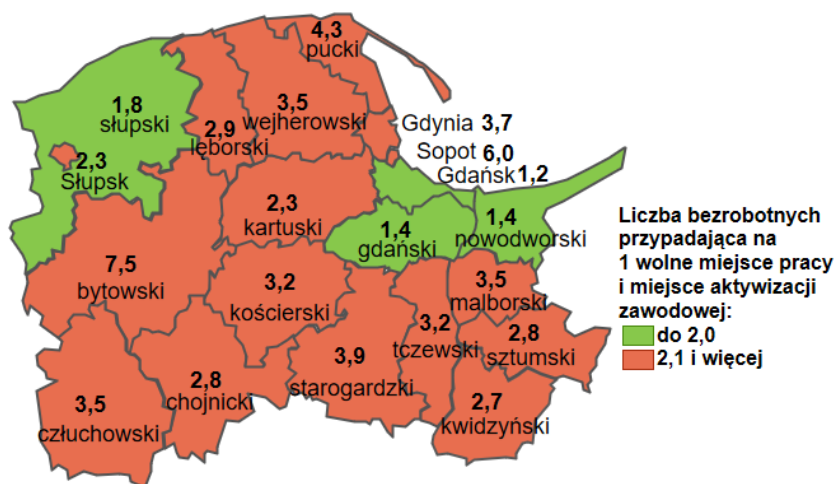 4,3
pucki
1,8
słupski
3,5
wejherowski
2,9
lęborski
Gdynia 3,7
Sopot 6,0
Gdańsk 1,2
2,3
Słupsk
2,3
kartuski
1,4
gdański
1,4
nowodworski
7,5
bytowski
3,2
kościerski
3,5
malborski
3,2
tczewski
2,8
sztumski
3,9
starogardzki
2,8
chojnicki
3,5
człuchowski
2,7
kwidzyński
Liczba bezrobotnych
przypadająca na
1 wolne miejsce pracy
i miejsce aktywizacji
zawodowej:
do 2,0
2,1 i więcej